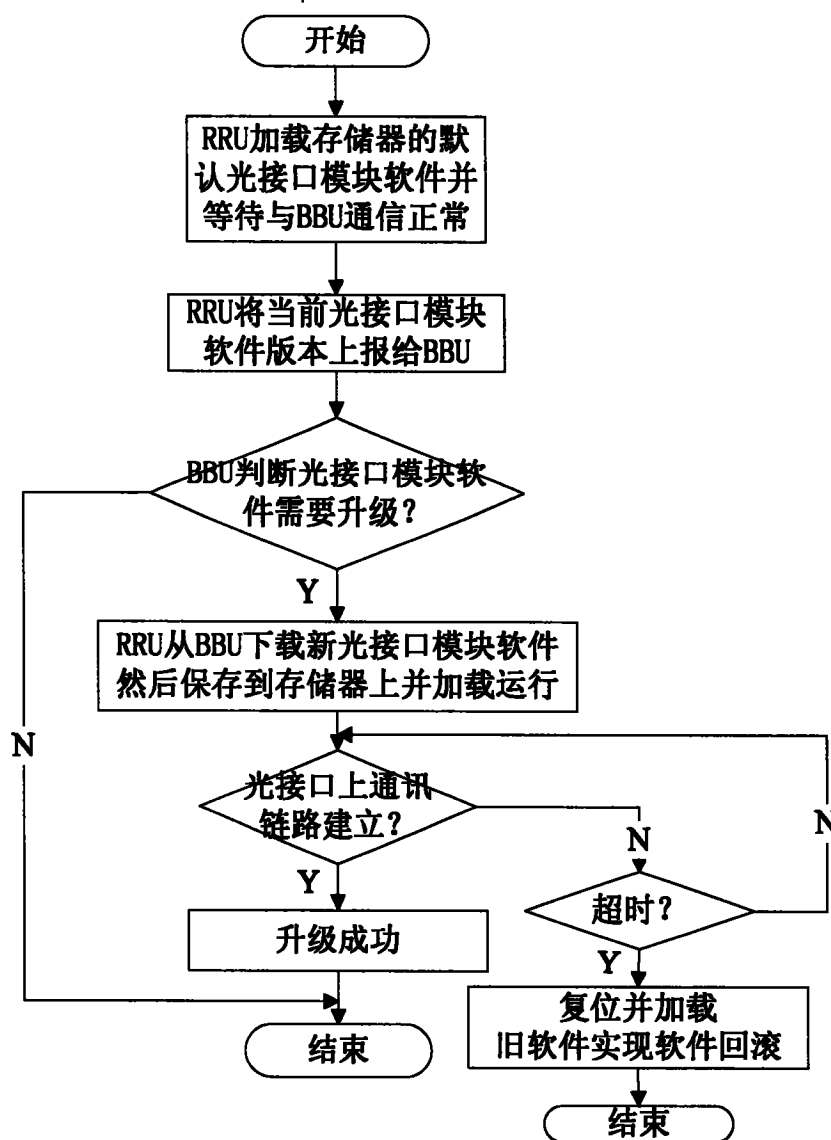 开始
RRU加载存储器的默
认光接口模块软件并
等待与BBU通信正常
RRU将当前光接口模块
软件版本上报给BBU
BBU判断光接口模块软
件需要升级？
Y
RRU从BBU下载新光接口模块软件
然后保存到存储器上并加载运行
N
光接口上通讯
链路建立？
N
N
Y
超时？
升级成功
Y
复位并加载
旧软件实现软件回滚
结束
结束